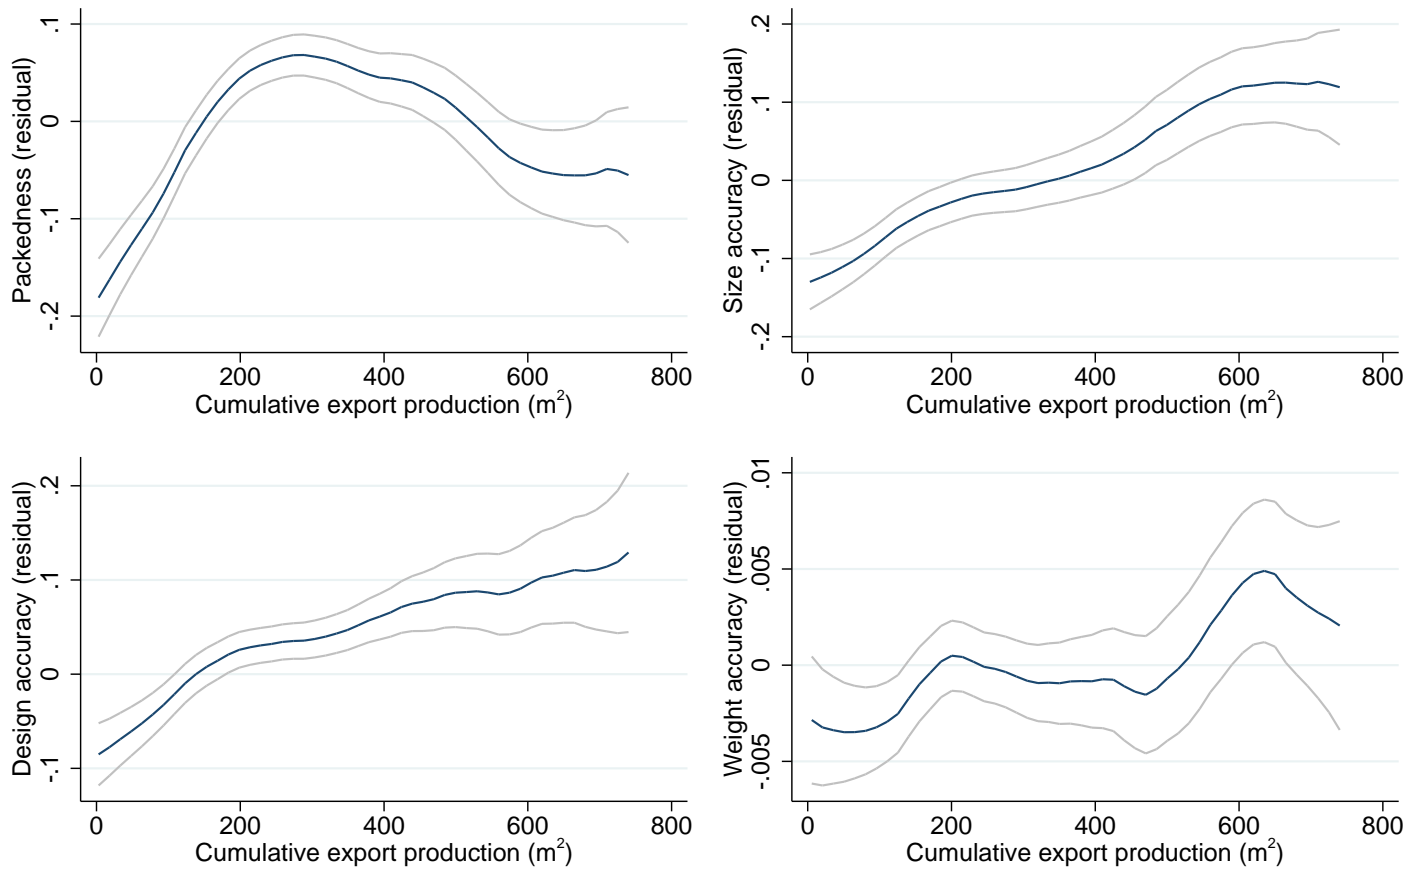 Packedness (residual)
.1
0
-.1
-.2
0 200 400 600 800
Cumulative export production (m²)
Size accuracy (residual)
.2
.1
0
-.1
-.2
0 200 400 600 800
Cumulative export production (m²)
Design accuracy (residual)
.2
.1
0
-.1
0 200 400 600 800
Cumulative export production (m²)
Weight accuracy (residual)
.01
.005
0
-.005
0 200 400 600 800
Cumulative export production (m²)